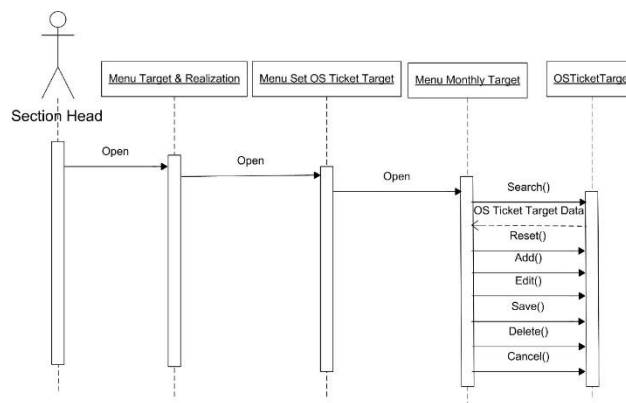 Menu Target & Realization
Menu Set OS Ticket Target
Menu Monthly Target
OSTicketTarge
Section Head
Open
Open
Open
Search()
OS Ticket Target Data
Reset()
Add()
Edit()
Save()
Delete()
Cancel()